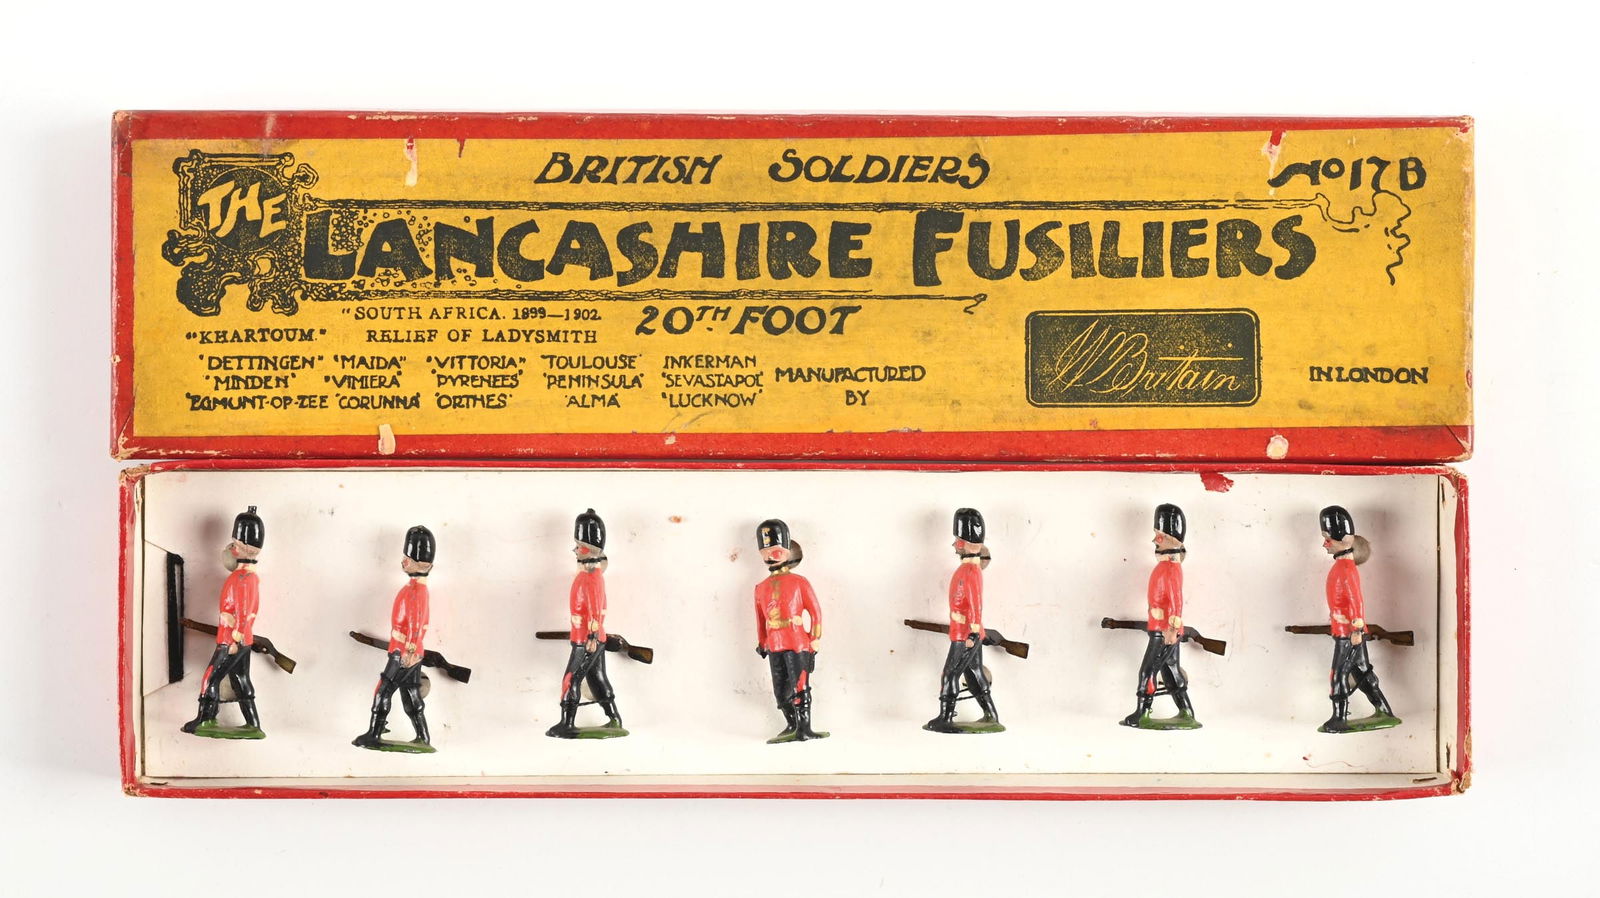 BRITISH SOLDIERS
No 17 B
THE
LANCASHIRE FUSILIERS
20TH FOOT
"SOUTH AFRICA. 1899—1902.
"KHARTOUM." RELIEF OF LADYSMITH
"DETTINGEN" "MAIDA" "VITTORIA" "TOULOUSE" INKERMAN
"MINDEN" "VIMIERA" "PYRENEES" "PENINSULA" "SEVASTAPOL"
"EGMUNT-OP-ZEE" "CORUNNA" "ORTHES" "ALMA" "LUCKNOW"
MANUFACTURED
BY
W Britain
IN LONDON